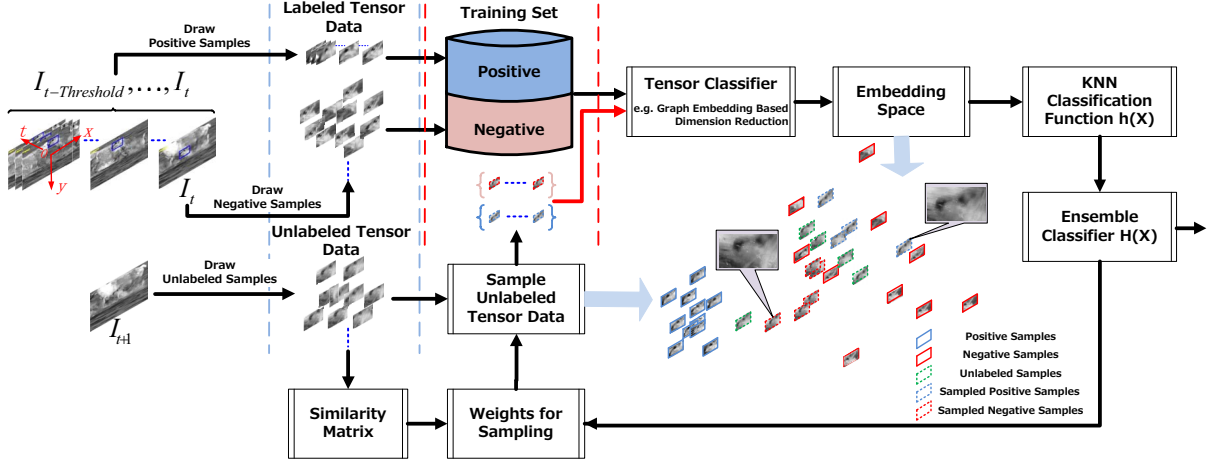 Labeled Tensor
Data
Training Set
Draw
Positive Samples
I_{t-Threshold},...,I_t
t
x
y
I_t
Draw
Negative Samples
Positive
Negative
Tensor Classifier
e.g. Graph Embedding Based
Dimension Reduction
Embedding
Space
KNN
Classification
Function h(X)
Ensemble
Classifier H(X)
Unlabeled Tensor
Data
Draw
Unlabeled Samples
I_{t+1}
Sample
Unlabeled
Tensor Data
Similarity
Matrix
Weights for
Sampling
Positive Samples
Negative Samples
Unlabeled Samples
Sampled Positive Samples
Sampled Negative Samples